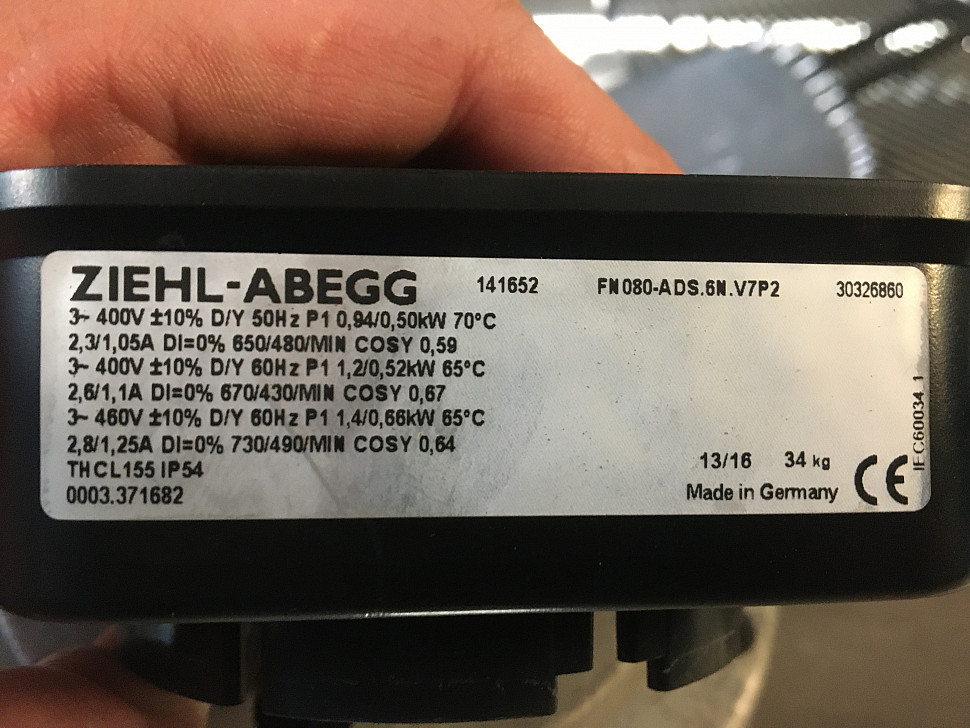 ZIEHL-ABEGG 141652 FN080-ADS.6N.V7P2 30326860
3~ 400V ±10% D/Y 50Hz P1 0,94/0,50kW 70°C
2,3/1,05A DI=0% 650/480/MIN COSY 0,59
3~ 400V ±10% D/Y 60Hz P1 1,2/0,52kW 65°C
2,6/1,1A DI=0% 670/430/MIN COSY 0,67
3~ 460V ±10% D/Y 60Hz P1 1,4/0,66kW 65°C
2,8/1,25A DI=0% 730/490/MIN COSY 0,64
THCL155 IP54
0003.371682
13/16 34 kg
Made in Germany CE
IEC60034_1